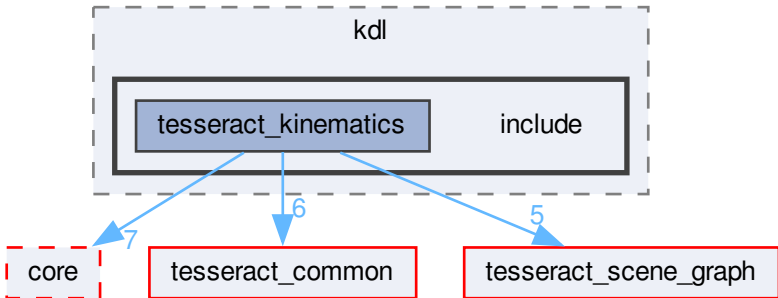 kdl
tesseract_kinematics
include
7
6
5
core
tesseract_common
tesseract_scene_graph